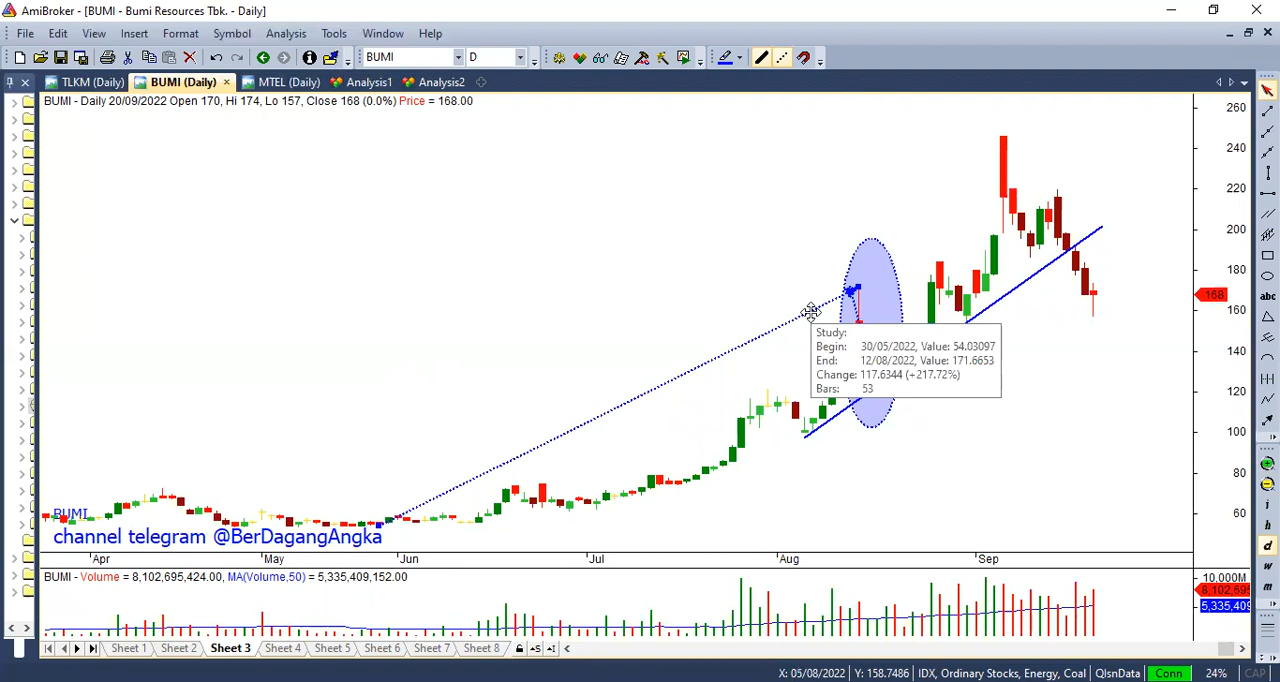 AmiBroker - [BUMI - Bumi Resources Tbk. - Daily]
File Edit View Insert Format Symbol Analysis Tools Window Help
BUMI D
TLKM (Daily) BUMI (Daily) × MTEL (Daily) Analysis1 Analysis2
BUMI - Daily 20/09/2022 Open 170, Hi 174, Lo 157, Close 168 (0.0%) Price = 168.00
260
240
220
200
180
168
160
140
120
100
80
60
Study:
Begin: 30/05/2022, Value: 54.03097
End: 12/08/2022, Value: 171.6653
Change: 117.6344 (+217.72%)
Bars: 53
BUMI
channel telegram @BerDagangAngka
Apr May Jun Jul Aug Sep
BUMI - Volume = 8,102,695,424.00, MA(Volume,50) = 5,335,409,152.00
10,000M
8,102,695
5,335,409
abc
i
h
d
w
m
Sheet 1 Sheet 2 Sheet 3 Sheet 4 Sheet 5 Sheet 6 Sheet 7 Sheet 8
X: 05/08/2022 Y: 158.7486 IDX, Ordinary Stocks, Energy, Coal QlsnData Conn 24% CAP